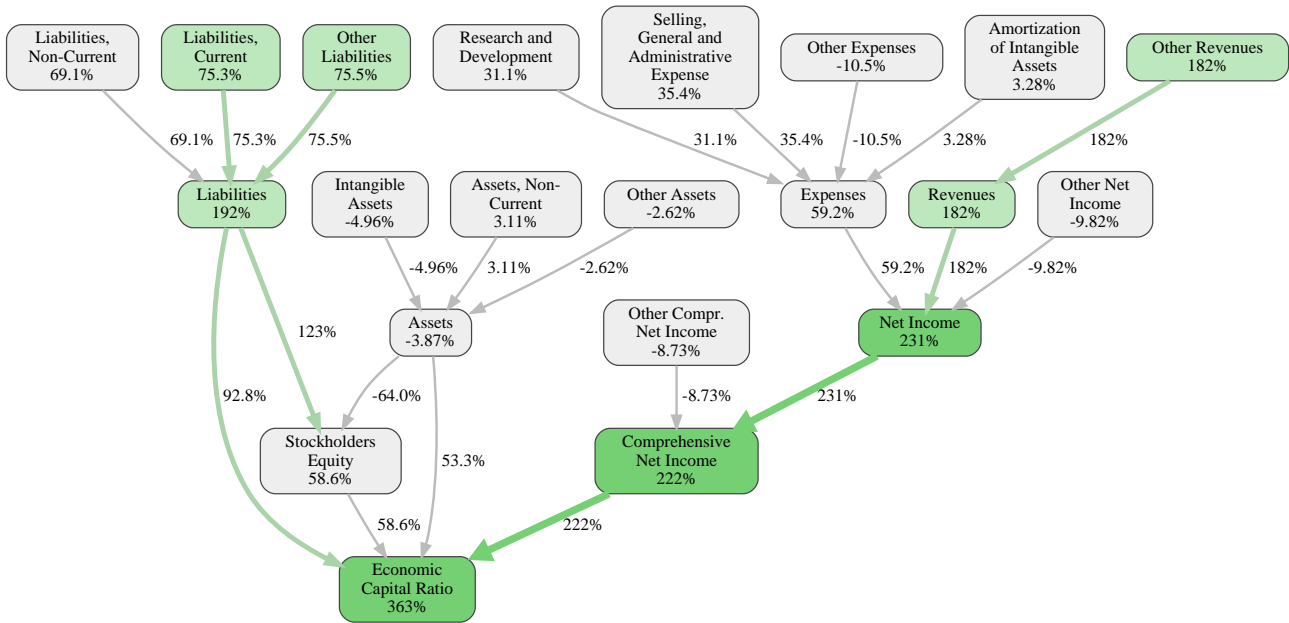 Liabilities,
Non-Current
69.1%
Liabilities,
Current
75.3%
Other
Liabilities
75.5%
Research and
Development
31.1%
Selling,
General and
Administrative
Expense
35.4%
Other Expenses
-10.5%
Amortization
of Intangible
Assets
3.28%
Other Revenues
182%
69.1%
75.3%
75.5%
31.1%
35.4%
-10.5%
3.28%
182%
Liabilities
192%
Intangible
Assets
-4.96%
Assets, Non-
Current
3.11%
Other Assets
-2.62%
Expenses
59.2%
Revenues
182%
Other Net
Income
-9.82%
-4.96%
3.11%
-2.62%
59.2%
182%
-9.82%
123%
Assets
-3.87%
Other Compr.
Net Income
-8.73%
Net Income
231%
92.8%
-64.0%
-8.73%
231%
Stockholders
Equity
58.6%
53.3%
Comprehensive
Net Income
222%
58.6%
222%
Economic
Capital Ratio
363%